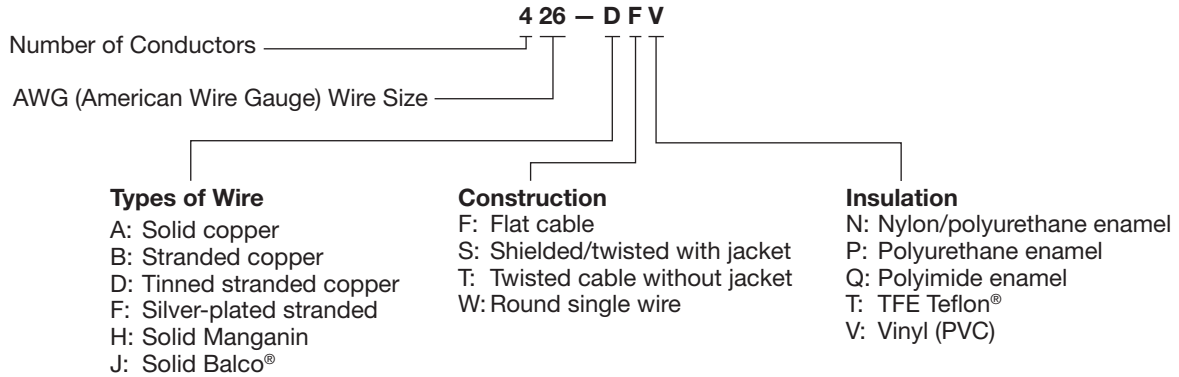 4 26 — D F V
Number of Conductors
AWG (American Wire Gauge) Wire Size
Types of Wire
A: Solid copper
B: Stranded copper
D: Tinned stranded copper
F: Silver-plated stranded
H: Solid Manganin
J: Solid Balco®
Construction
F: Flat cable
S: Shielded/twisted with jacket
T: Twisted cable without jacket
W: Round single wire
Insulation
N: Nylon/polyurethane enamel
P: Polyurethane enamel
Q: Polyimide enamel
T: TFE Teflon®
V: Vinyl (PVC)